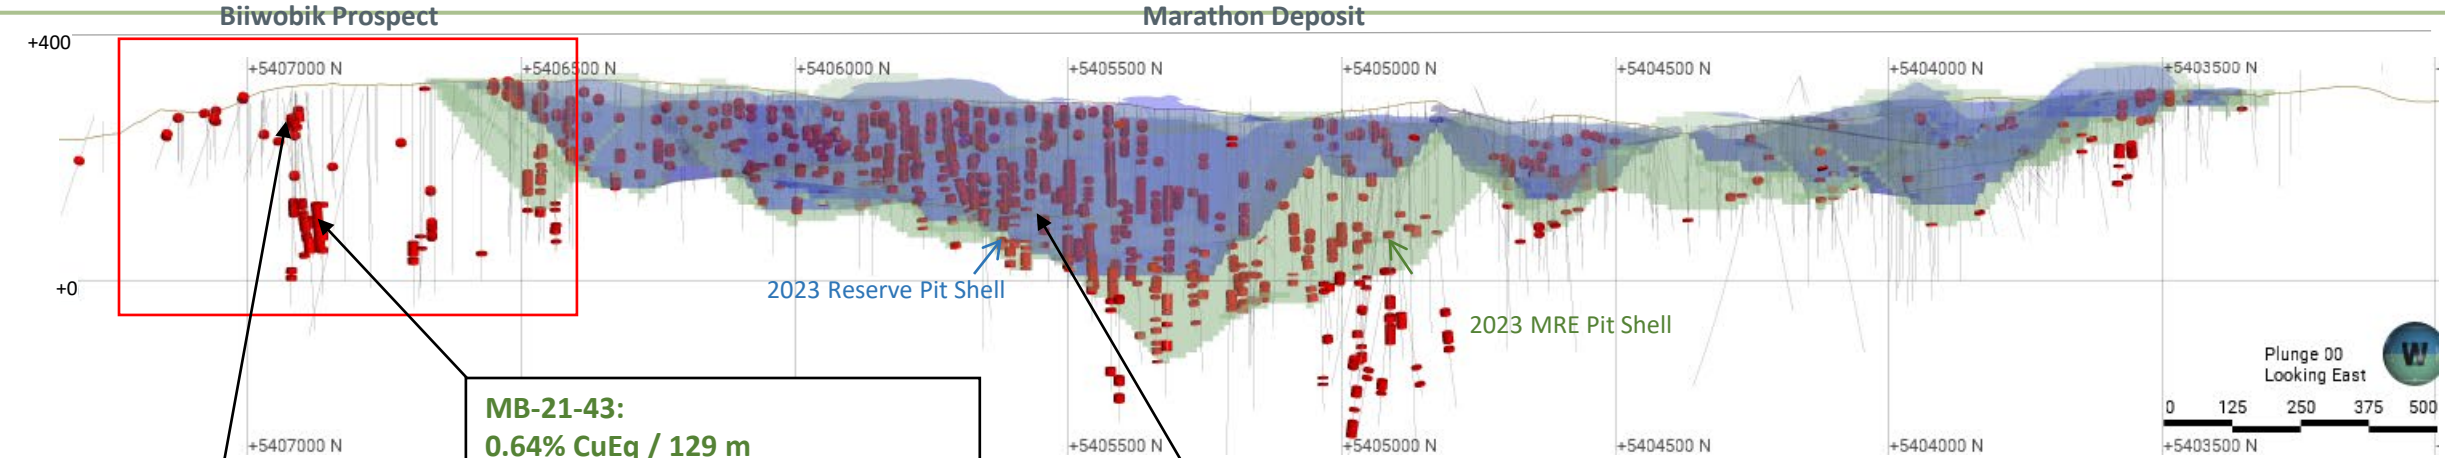 Biiwobik Prospect
Marathon Deposit
+400
+5407000 N
+5406500 N
+5406000 N
+5405500 N
+5405000 N
+5404500 N
+5404000 N
+5403500 N
+0
2023 Reserve Pit Shell
2023 MRE Pit Shell
Plunge 00
Looking East
W
0 125 250 375 500
MB-21-43:
0.64% CuEq / 129 m
+5407000 N
+5405500 N
+5405000 N
+5404500 N
+5404000 N
+5403500 N